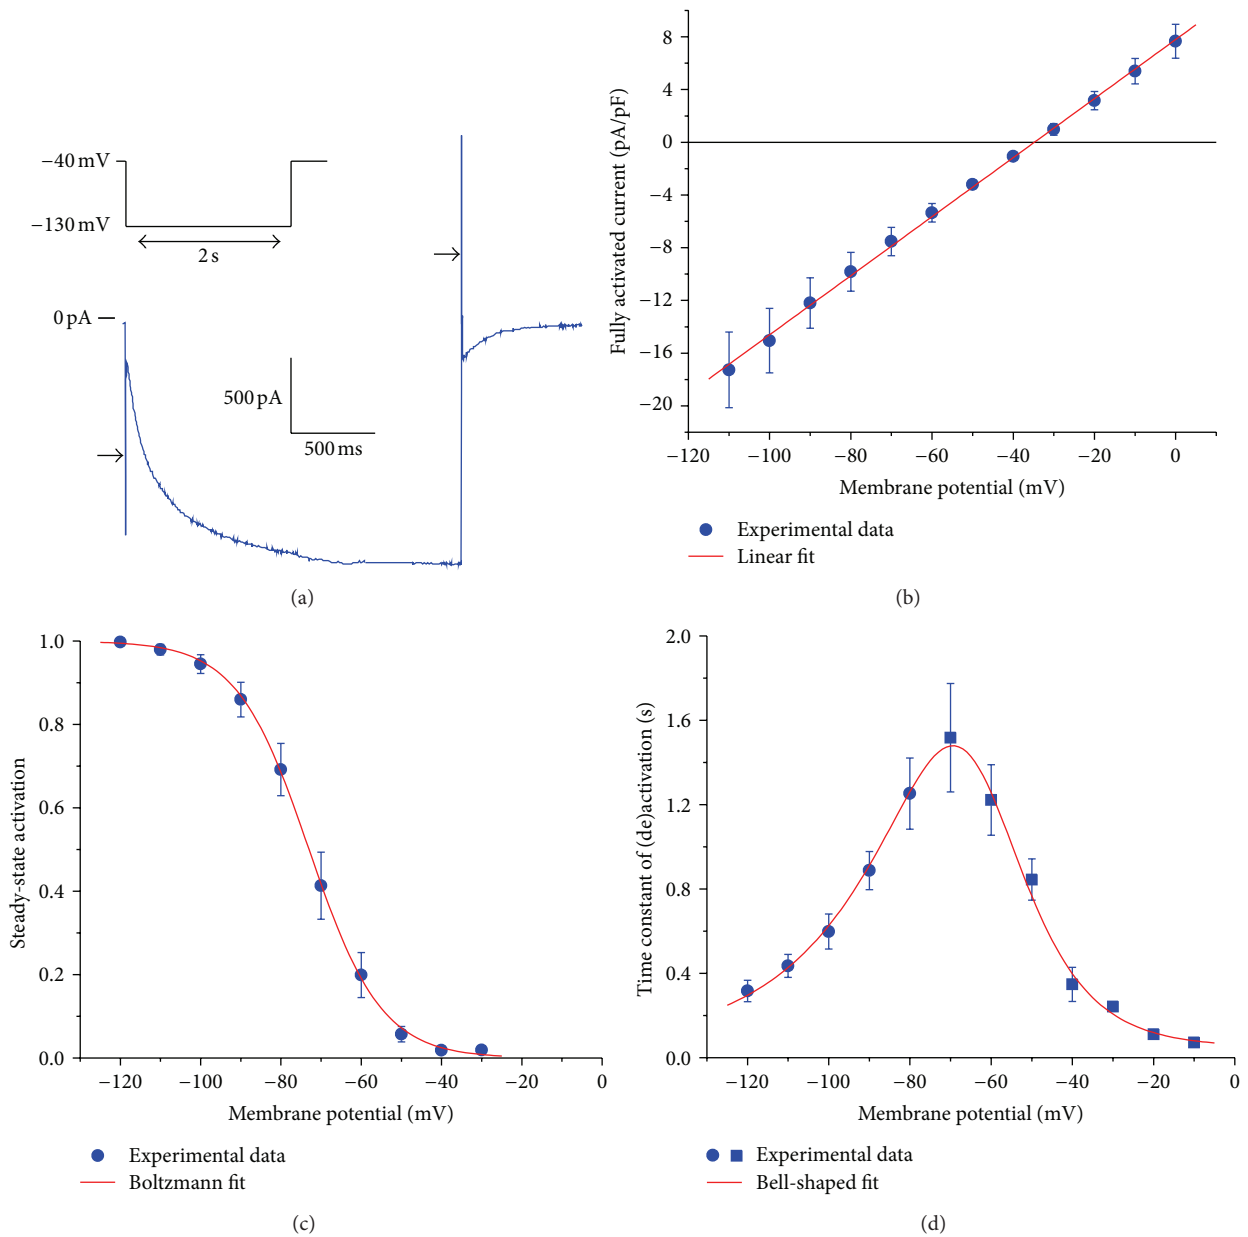 −40 mV
−130 mV
2 s
0 pA
500 pA
500 ms
(a)
8
4
0
−4
−8
−12
−16
−20
−120
−100
−80
−60
−40
−20
0
Fully activated current (pA/pF)
Membrane potential (mV)
Experimental data
Linear fit
(b)
1.0
0.8
0.6
0.4
0.2
0.0
−120
−100
−80
−60
−40
−20
0
Steady-state activation
Membrane potential (mV)
Experimental data
Boltzmann fit
(c)
2.0
1.6
1.2
0.8
0.4
0.0
−120
−100
−80
−60
−40
−20
0
Time constant of (de)activation (s)
Membrane potential (mV)
Experimental data
Bell-shaped fit
(d)